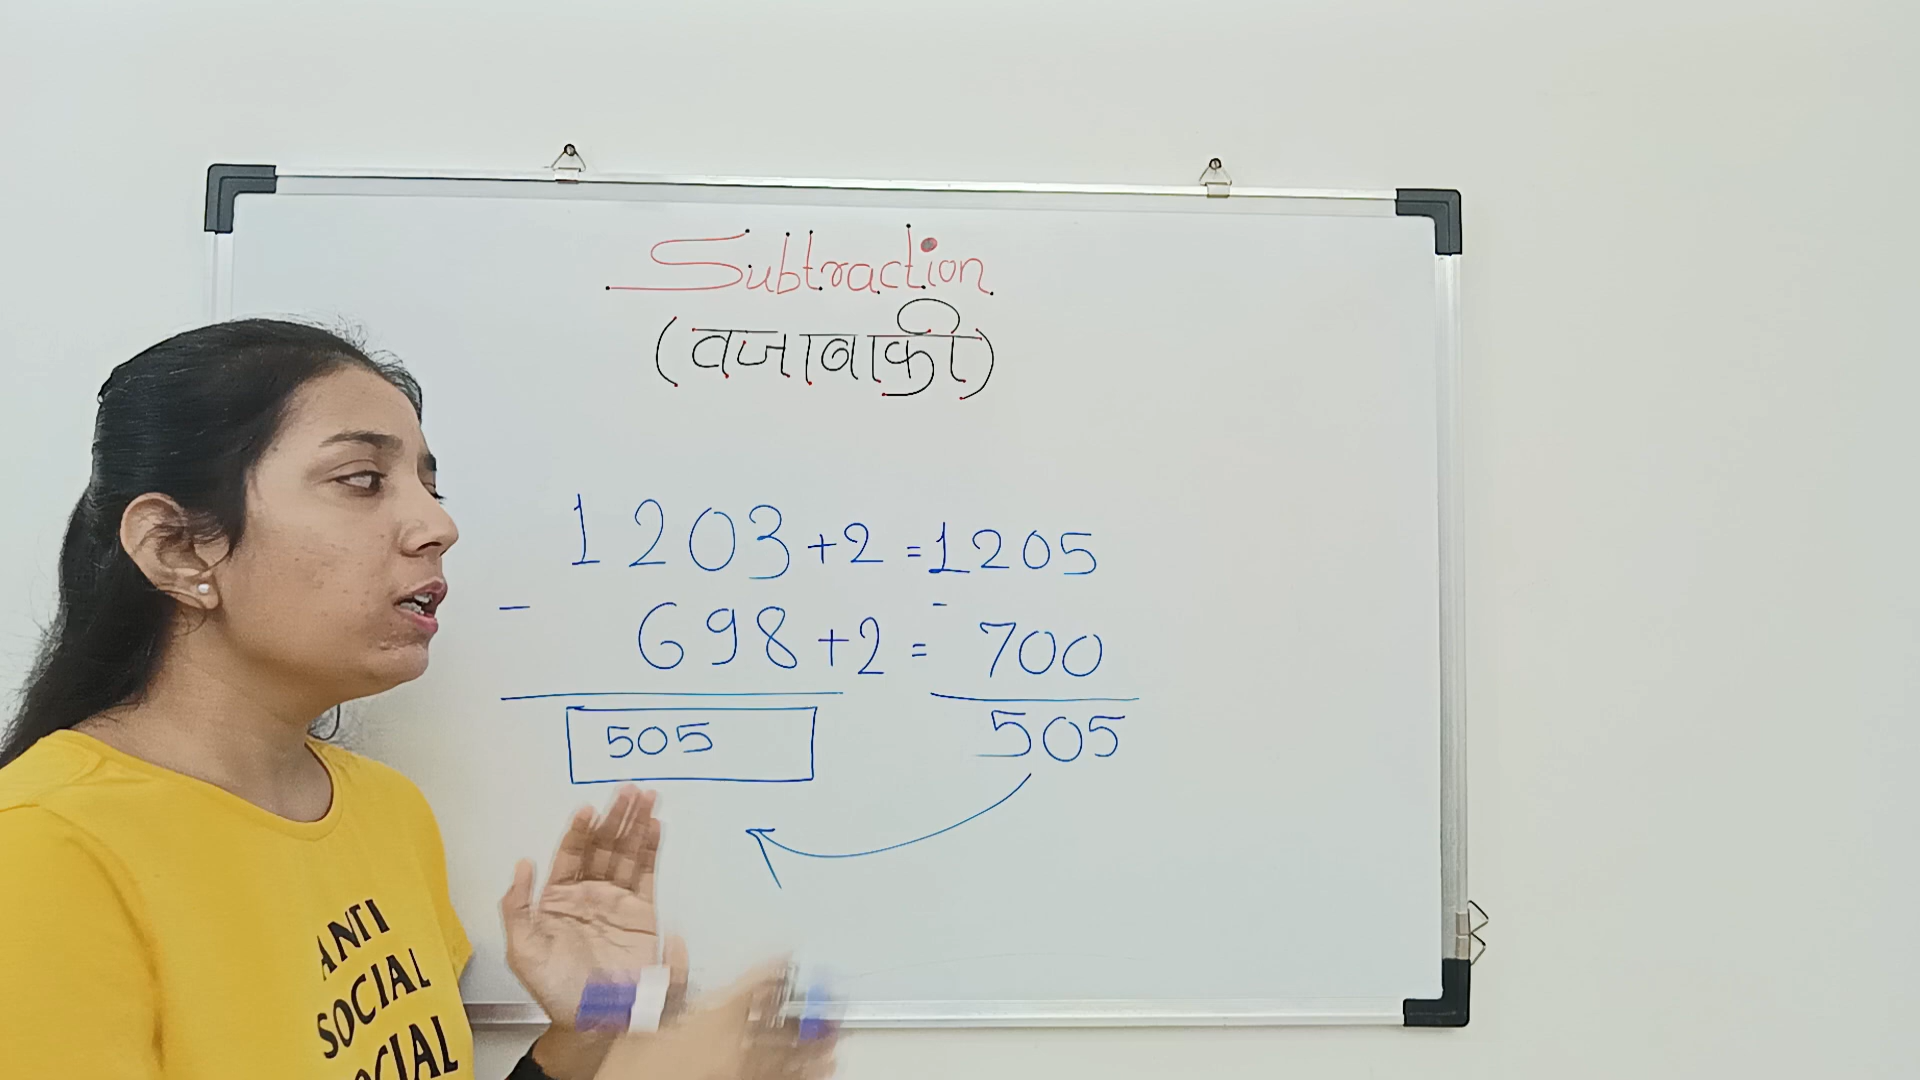 Subtraction
(वजाबाकी)
1203+2=1205
- 698+2= - 700
505 505
ANTI
SOCIAL
SOCIAL